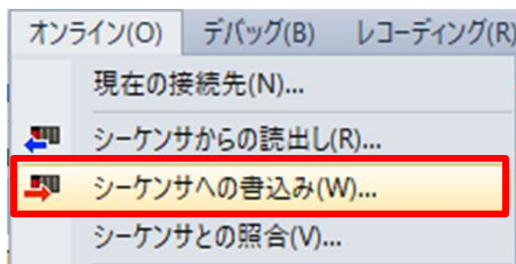 オンライン(O) デバッグ(B) レコーディング(R)
現在の接続先(N)...
シーケンサからの読出し(R)...
シーケンサへの書込み(W)...
シーケンサとの照合(V)...